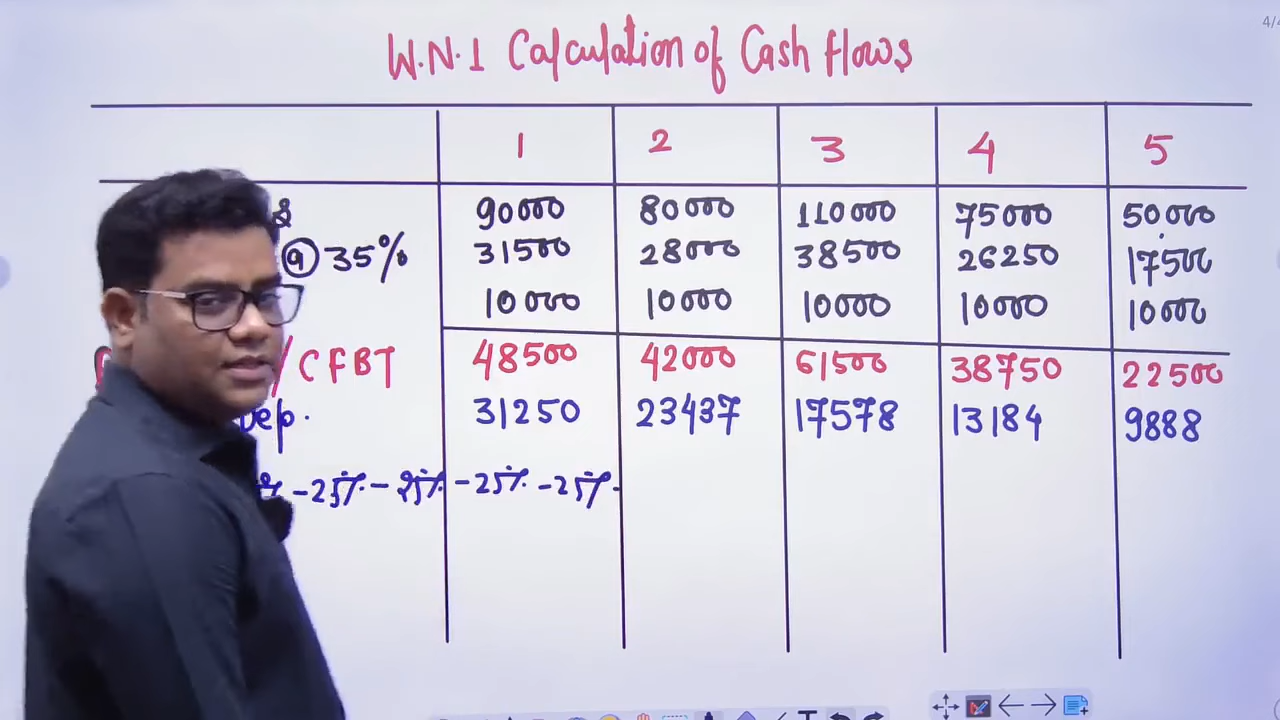 4/4
W.N.1 Calculation of Cash flows
1 2 3 4 5
90000 80000 110000 75000 50000
@ 35% 31500 28000 38500 26250 17500
10000 10000 10000 10000 10000
/CFBT 48500 42000 61500 38750 22500
Dep. 31250 23437 17578 13184 9888
-25% -25% -25% -25%